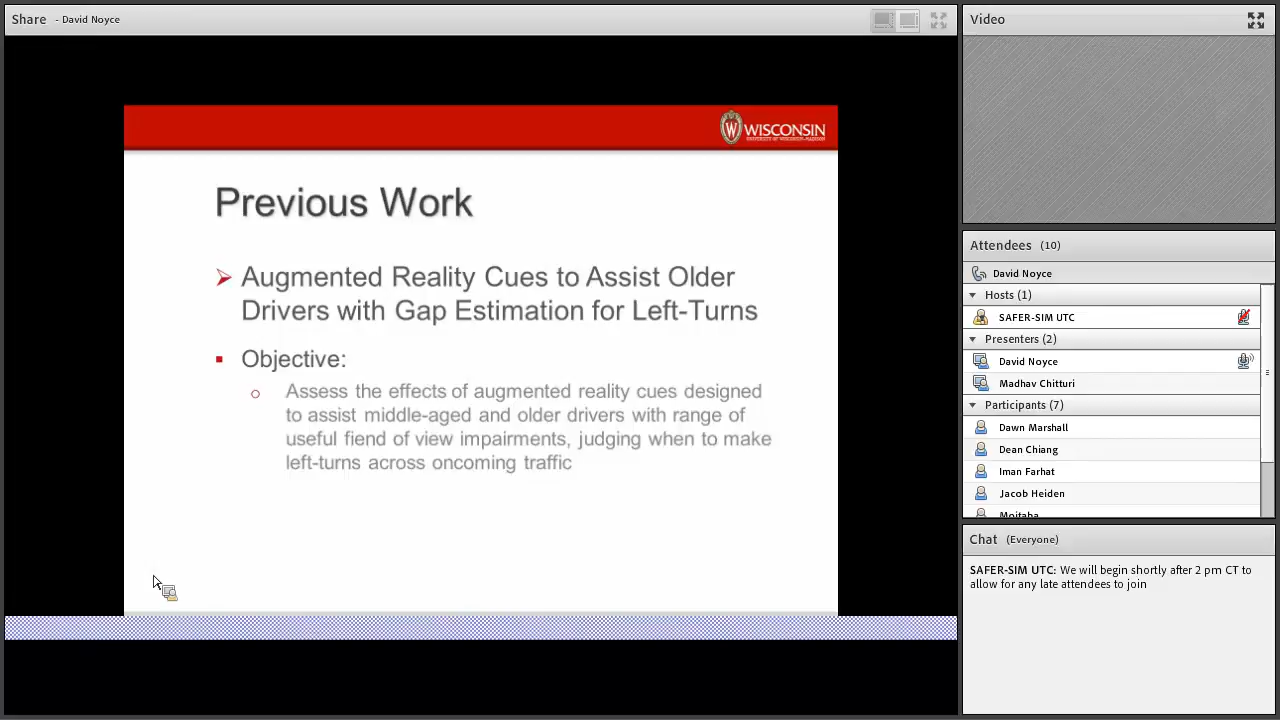 Share - David Noyce
WISCONSIN
UNIVERSITY OF WISCONSIN-MADISON
Previous Work
Augmented Reality Cues to Assist Older
Drivers with Gap Estimation for Left-Turns
Objective:
Assess the effects of augmented reality cues designed
to assist middle-aged and older drivers with range of
useful fiend of view impairments, judging when to make
left-turns across oncoming traffic
Video
Attendees (10)
David Noyce
Hosts (1)
SAFER-SIM UTC
Presenters (2)
David Noyce
Madhav Chitturi
Participants (7)
Dawn Marshall
Dean Chiang
Iman Farhat
Jacob Heiden
Mojtaba
Chat (Everyone)
SAFER-SIM UTC: We will begin shortly after 2 pm CT to
allow for any late attendees to join